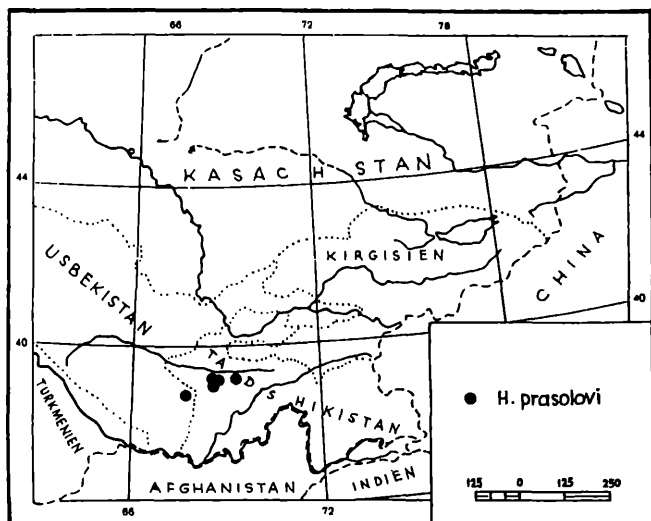 66 72 78
44
KASACHSTAN
44
KIRGISIEN
USBEKISTAN
CHINA
40
40
TADSHIKISTAN
TURKMENIEN
● H. prasolovi
AFGHANISTAN
INDIEN
125 0 125 250
66 72